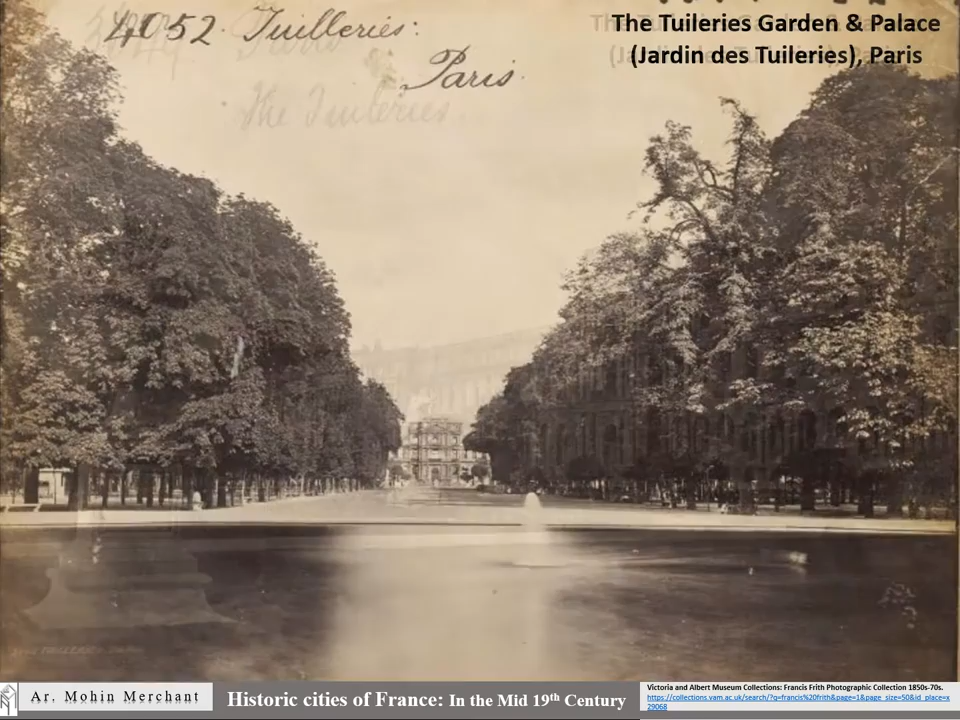 4052. Tuilleries:
Paris.
The Tuileries
The Tuileries Garden & Palace
(Jardin des Tuileries), Paris
Ar. Mohin Merchant
Historic cities of France: In the Mid 19th Century
Victoria and Albert Museum Collections: Francis Frith Photographic Collection 1850s-70s.
https://collections.vam.ac.uk/search/?q=francis%20frith&page=1&page_size=50&id_place=x
29068